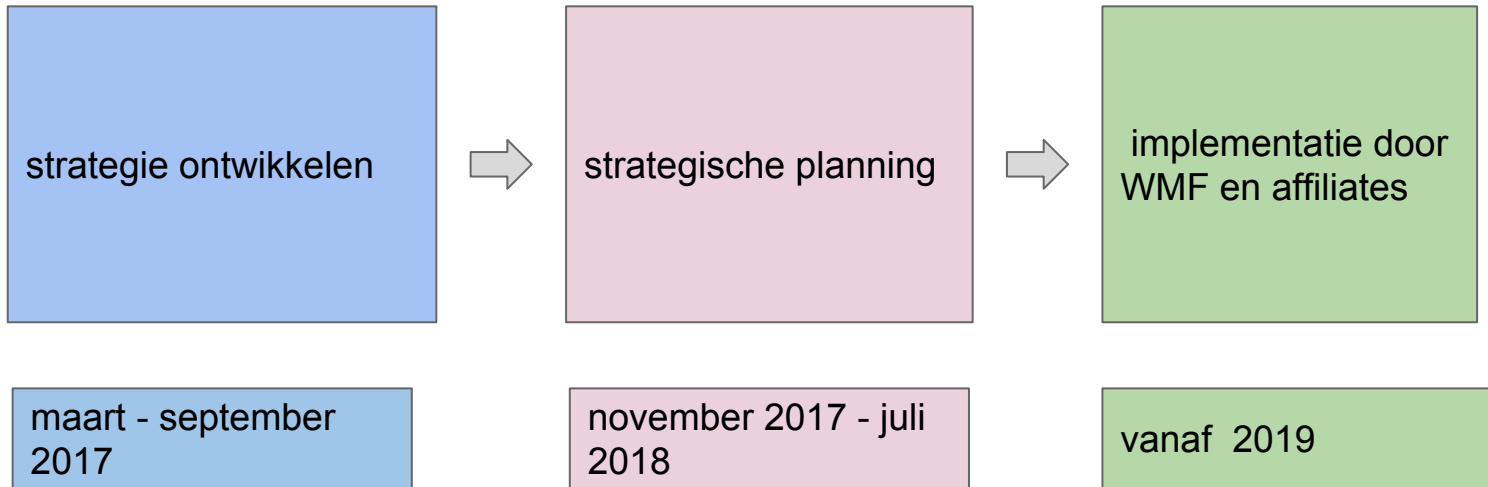 strategie ontwikkelen
strategische planning
implementatie door
WMF en affiliates
maart - september
2017
november 2017 - juli
2018
vanaf  2019